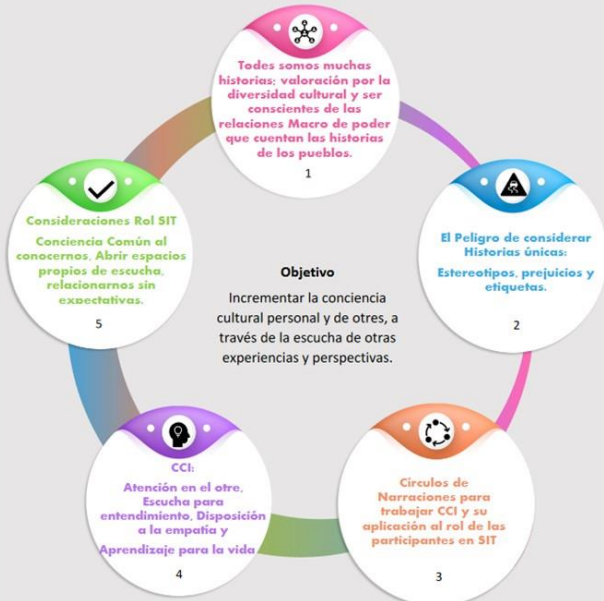 Todes somos muchas
historias; valoración por la
diversidad cultural y ser
conscientes de las
relaciones Macro de poder
que cuentan las historias
de los pueblos.
1
El Peligro de considerar
Historias únicas:
Estereotipos, prejuicios y
etiquetas.
2
Círculos de
Narraciones para
trabajar CCI y su
aplicación al rol de las
participantes en SIT
3
CCI:
Atención en el otre,
Escucha para
entendimiento, Disposición
a la empatía y
Aprendizaje para la vida
4
Consideraciones Rol SIT
Conciencia Común al
conocernos, Abrir espacios
propios de escucha,
relacionarnos sin
expectativas.
5
Objetivo
Incrementar la conciencia
cultural personal y de otres, a
través de la escucha de otras
experiencias y perspectivas.